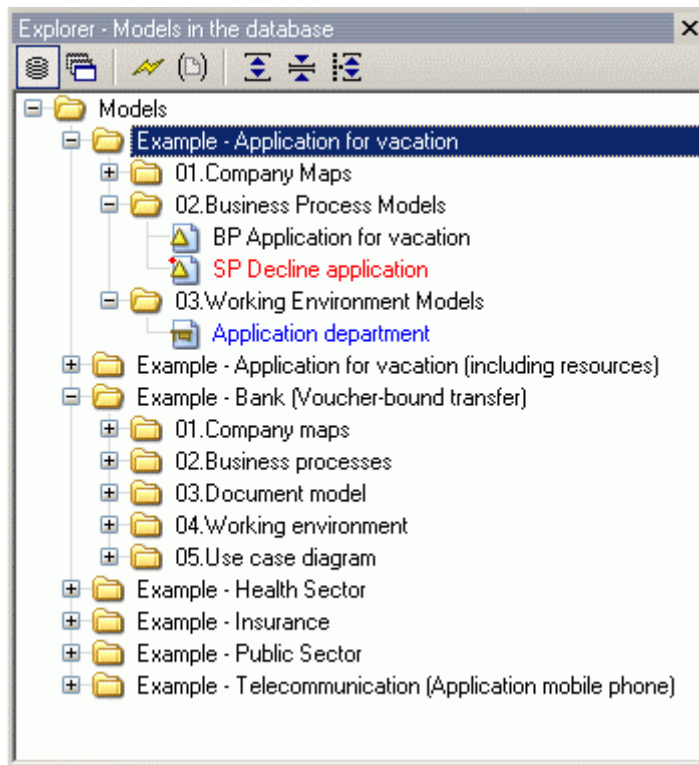 Explorer - Models in the database
Models
Example - Application for vacation
01.Company Maps
02.Business Process Models
BP Application for vacation
SP Decline application
03.Working Environment Models
Application department
Example - Application for vacation (including resources)
Example - Bank (Voucher-bound transfer)
01.Company maps
02.Business processes
03.Document model
04.Working environment
05.Use case diagram
Example - Health Sector
Example - Insurance
Example - Public Sector
Example - Telecommunication (Application mobile phone)